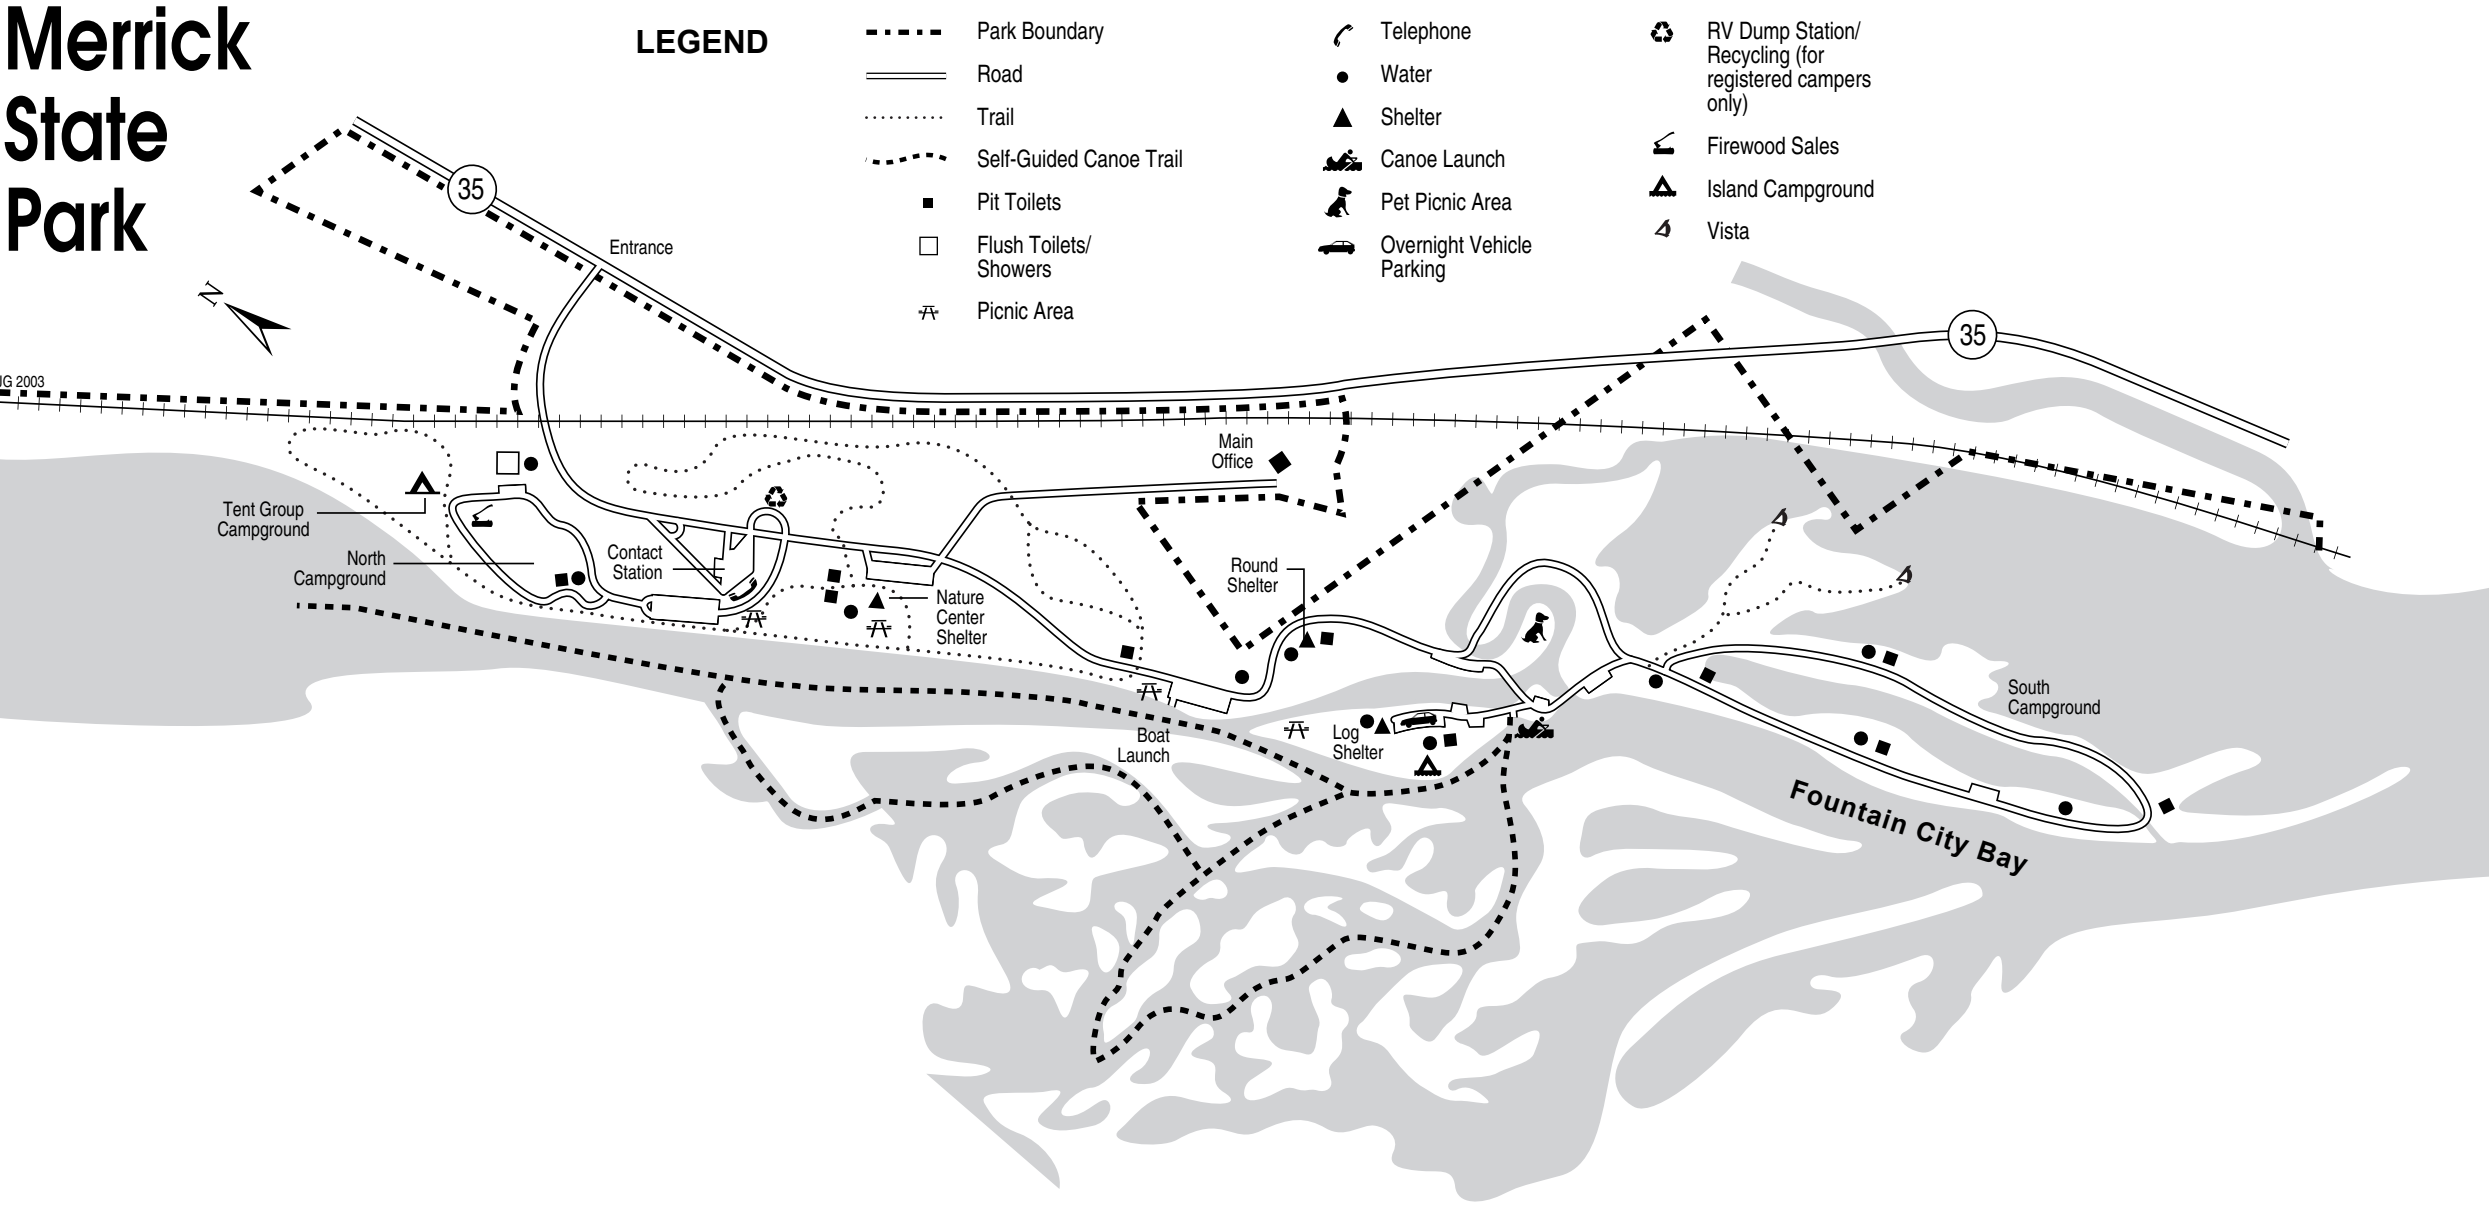 Merrick
State
Park
LEGEND
Park Boundary
Road
Trail
Self-Guided Canoe Trail
Pit Toilets
Flush Toilets/
Showers
Picnic Area
Telephone
Water
Shelter
Canoe Launch
Pet Picnic Area
Overnight Vehicle
Parking
RV Dump Station/
Recycling (for
registered campers
only)
Firewood Sales
Island Campground
Vista
35
Entrance
N
35
2003
Main
Office
Tent Group
Campground
North
Campground
Contact
Station
Nature
Center
Shelter
Round
Shelter
Boat
Launch
Log
Shelter
South
Campground
Fountain City Bay